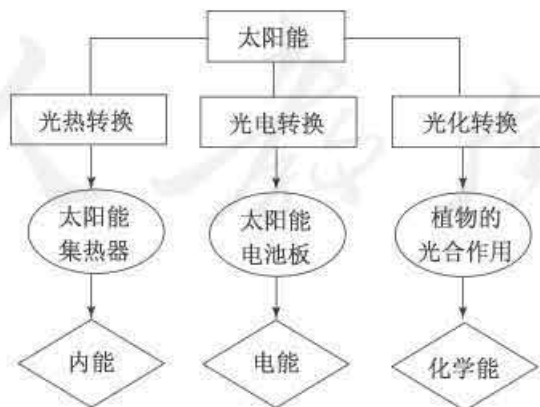 太阳能
光热转换 光电转换 光化转换
太阳能 太阳能 植物的
集热器 电池板 光合作用
内能 电能 化学能